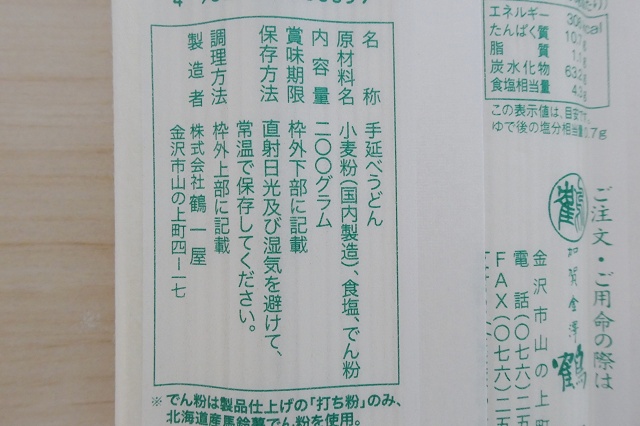 名称 手延べうどん
原材料名 小麦粉(国内製造)、食塩、でん粉
内容量 二〇〇グラム
賞味期限 枠外下部に記載
保存方法 直射日光及び湿気を避けて、
常温で保存してください。
調理方法 枠外上部に記載
製造者 株式会社 鶴一屋
金沢市山の上町四ー一七
※でん粉は製品仕上げの「打ち粉」のみ、
北海道産馬鈴薯でん粉を使用。
エネルギー
たんぱく質
脂質
炭水化物
食塩相当量
この表示値は、目安です。
ゆで後の塩分相当
ご注文・ご用命の際は
加賀金澤 鶴
金沢市山の上町
電話(〇七六)二五
FAX(〇七六)二五